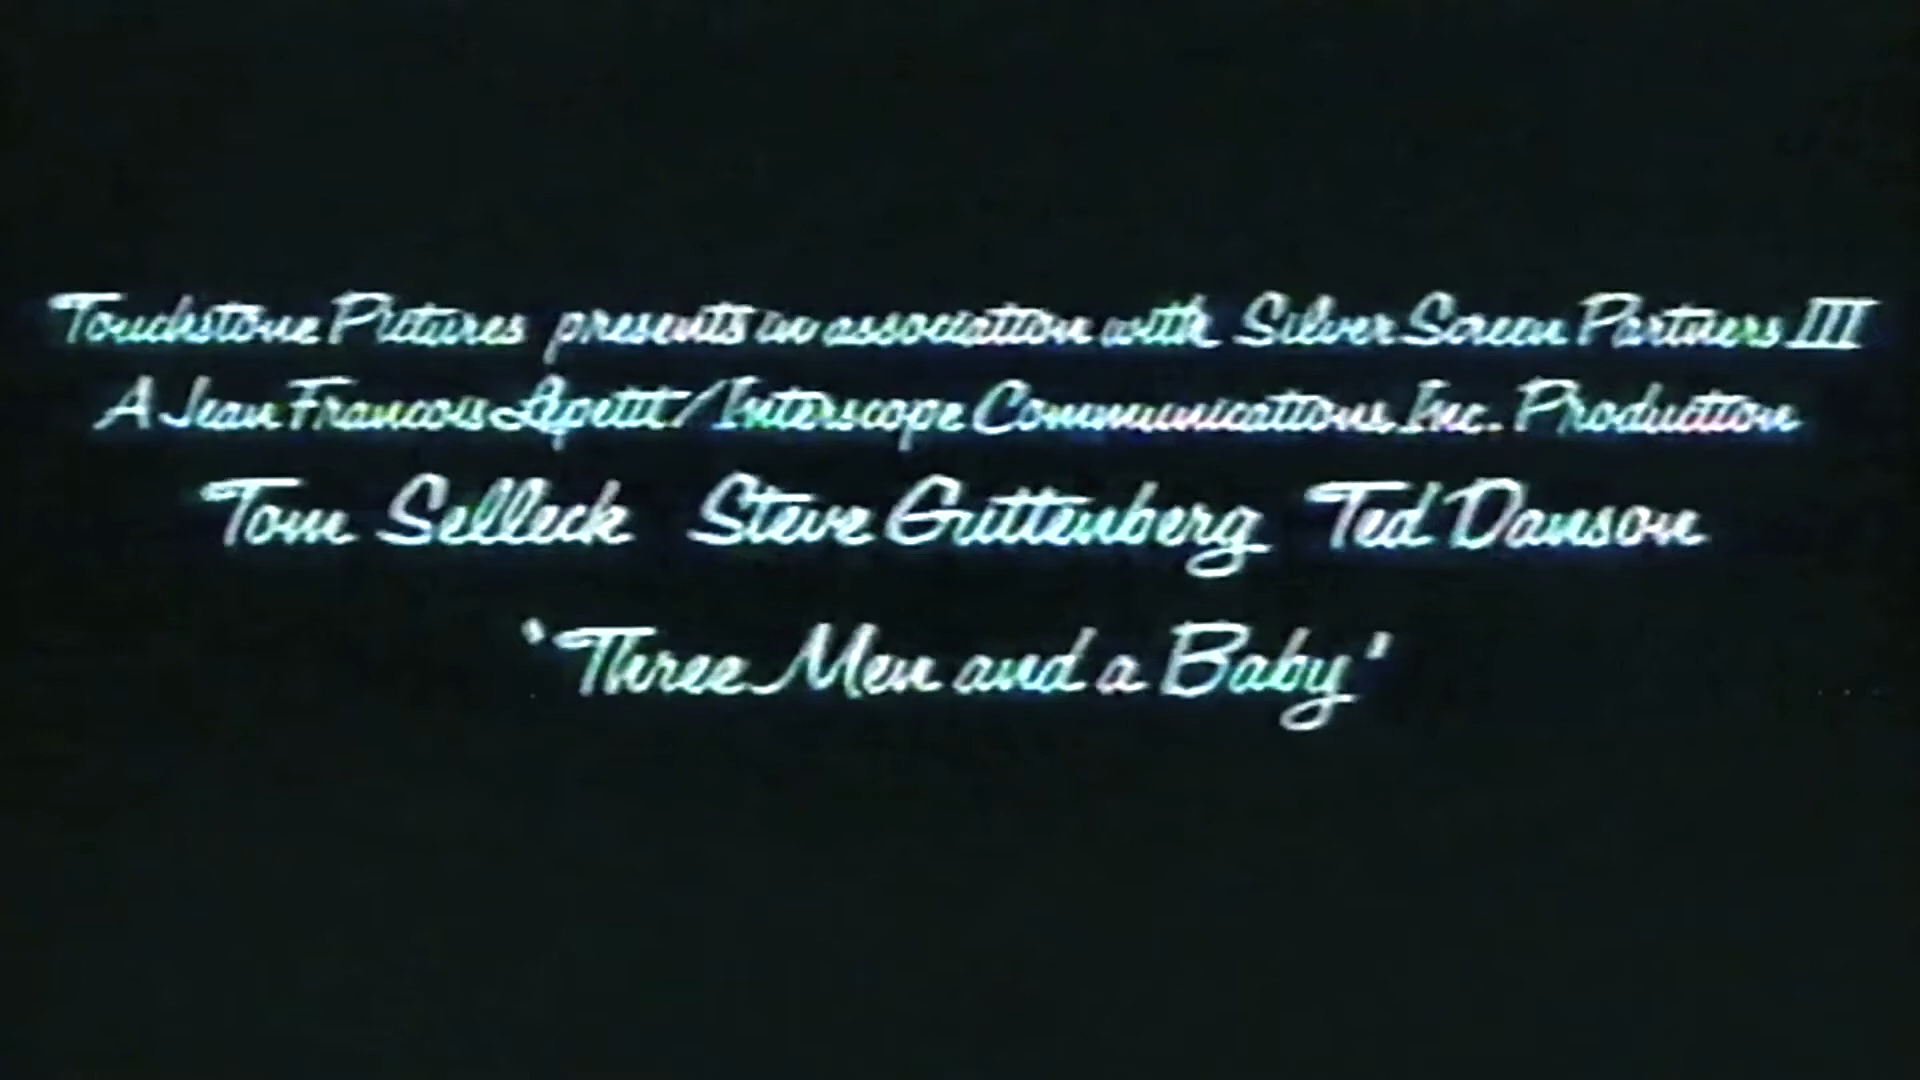 Touchstone Pictures presents in association with Silver Screen Partners III
A Jean Francois Lepetit/Interscope Communications, Inc. Production
Tom Selleck Steve Guttenberg Ted Danson
'Three Men and a Baby'